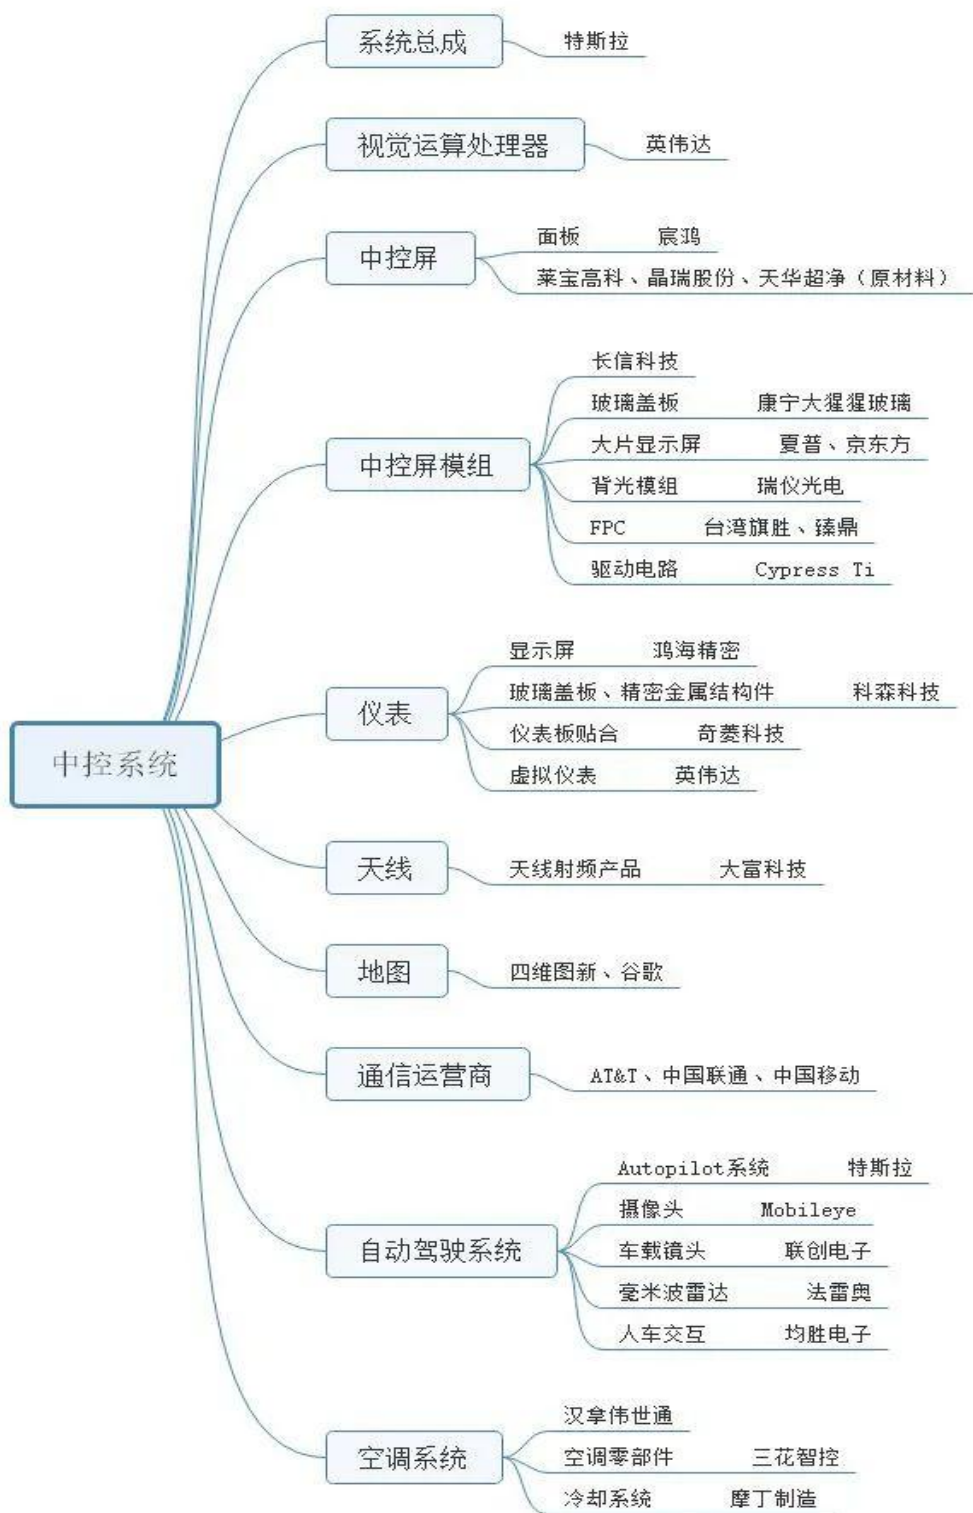 系统总成 特斯拉
视觉运算处理器 英伟达
中控屏
面板 宸鸿
莱宝高科、晶瑞股份、天华超净（原材料）
中控屏模组
长信科技
玻璃盖板 康宁大猩猩玻璃
大片显示屏 夏普、京东方
背光模组 瑞仪光电
FPC 台湾旗胜、臻鼎
驱动电路 Cypress Ti
中控系统
仪表
显示屏 鸿海精密
玻璃盖板、精密金属结构件 科森科技
仪表板贴合 奇菱科技
虚拟仪表 英伟达
天线 天线射频产品 大富科技
地图 四维图新、谷歌
通信运营商 AT&T、中国联通、中国移动
自动驾驶系统
Autopilot系统 特斯拉
摄像头 Mobileye
车载镜头 联创电子
毫米波雷达 法雷奥
人车交互 均胜电子
空调系统
汉拿伟世通
空调零部件 三花智控
冷却系统 摩丁制造